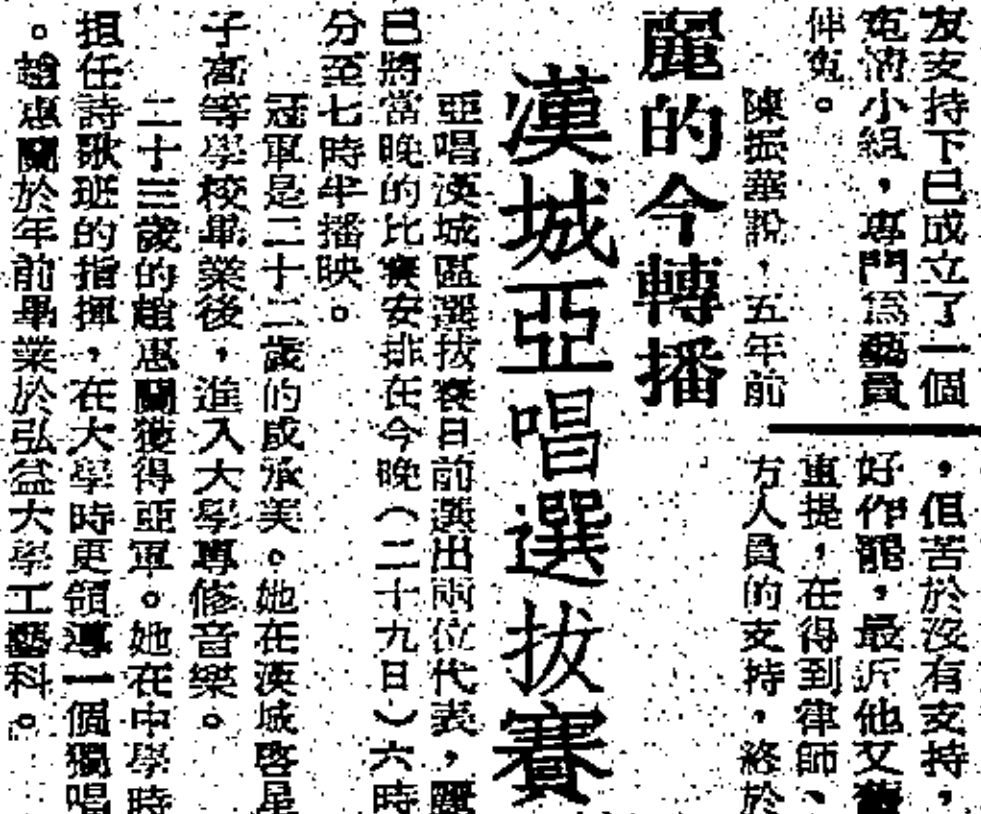 友支持下已成立了一個
寃情小組，專門爲藝員
伸寃。
陳振華說，五年前
，但苦於沒有支持，
好作罷，最近他又舊
重提，在得到律師、
方人員的支持，終於
麗的今轉播
漢城亞唱選拔賽
亞唱漢城區選拔賽日前選出兩位代表，麗
已將當晚的比賽安排在今晚（二十九日）六時
分至七時半播映。
冠軍是二十二歲的成承美。她在漢城啓星
子高等學校畢業後，進入大學專修音樂。
二十三歲的趙惠蘭獲得亞軍。她在中學時
担任詩歌班的指揮，在大學時更領導一個獨唱
。趙惠蘭於年前畢業於弘益大學工藝科。